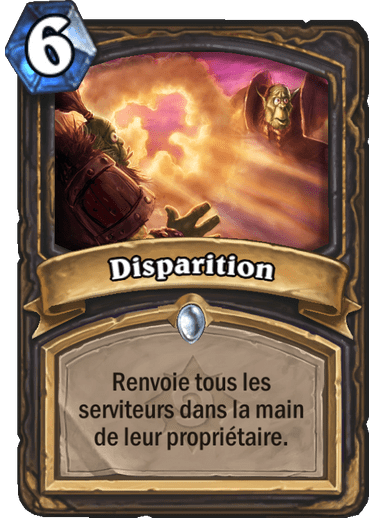 6
Disparition
Renvoie tous les
serviteurs dans la main
de leur propriétaire.